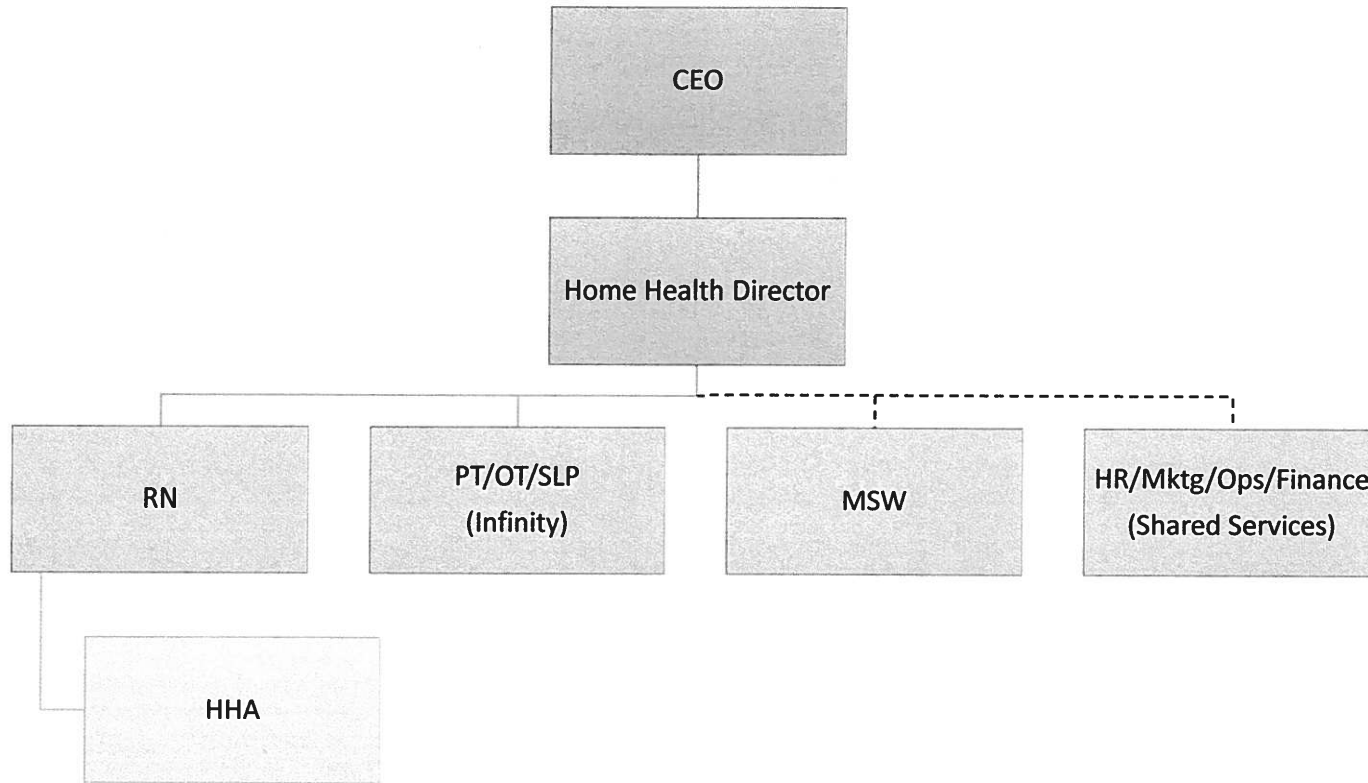 CEO
Home Health Director
RN
PT/OT/SLP
(Infinity)
MSW
HR/Mktg/Ops/Finance
(Shared Services)
HHA